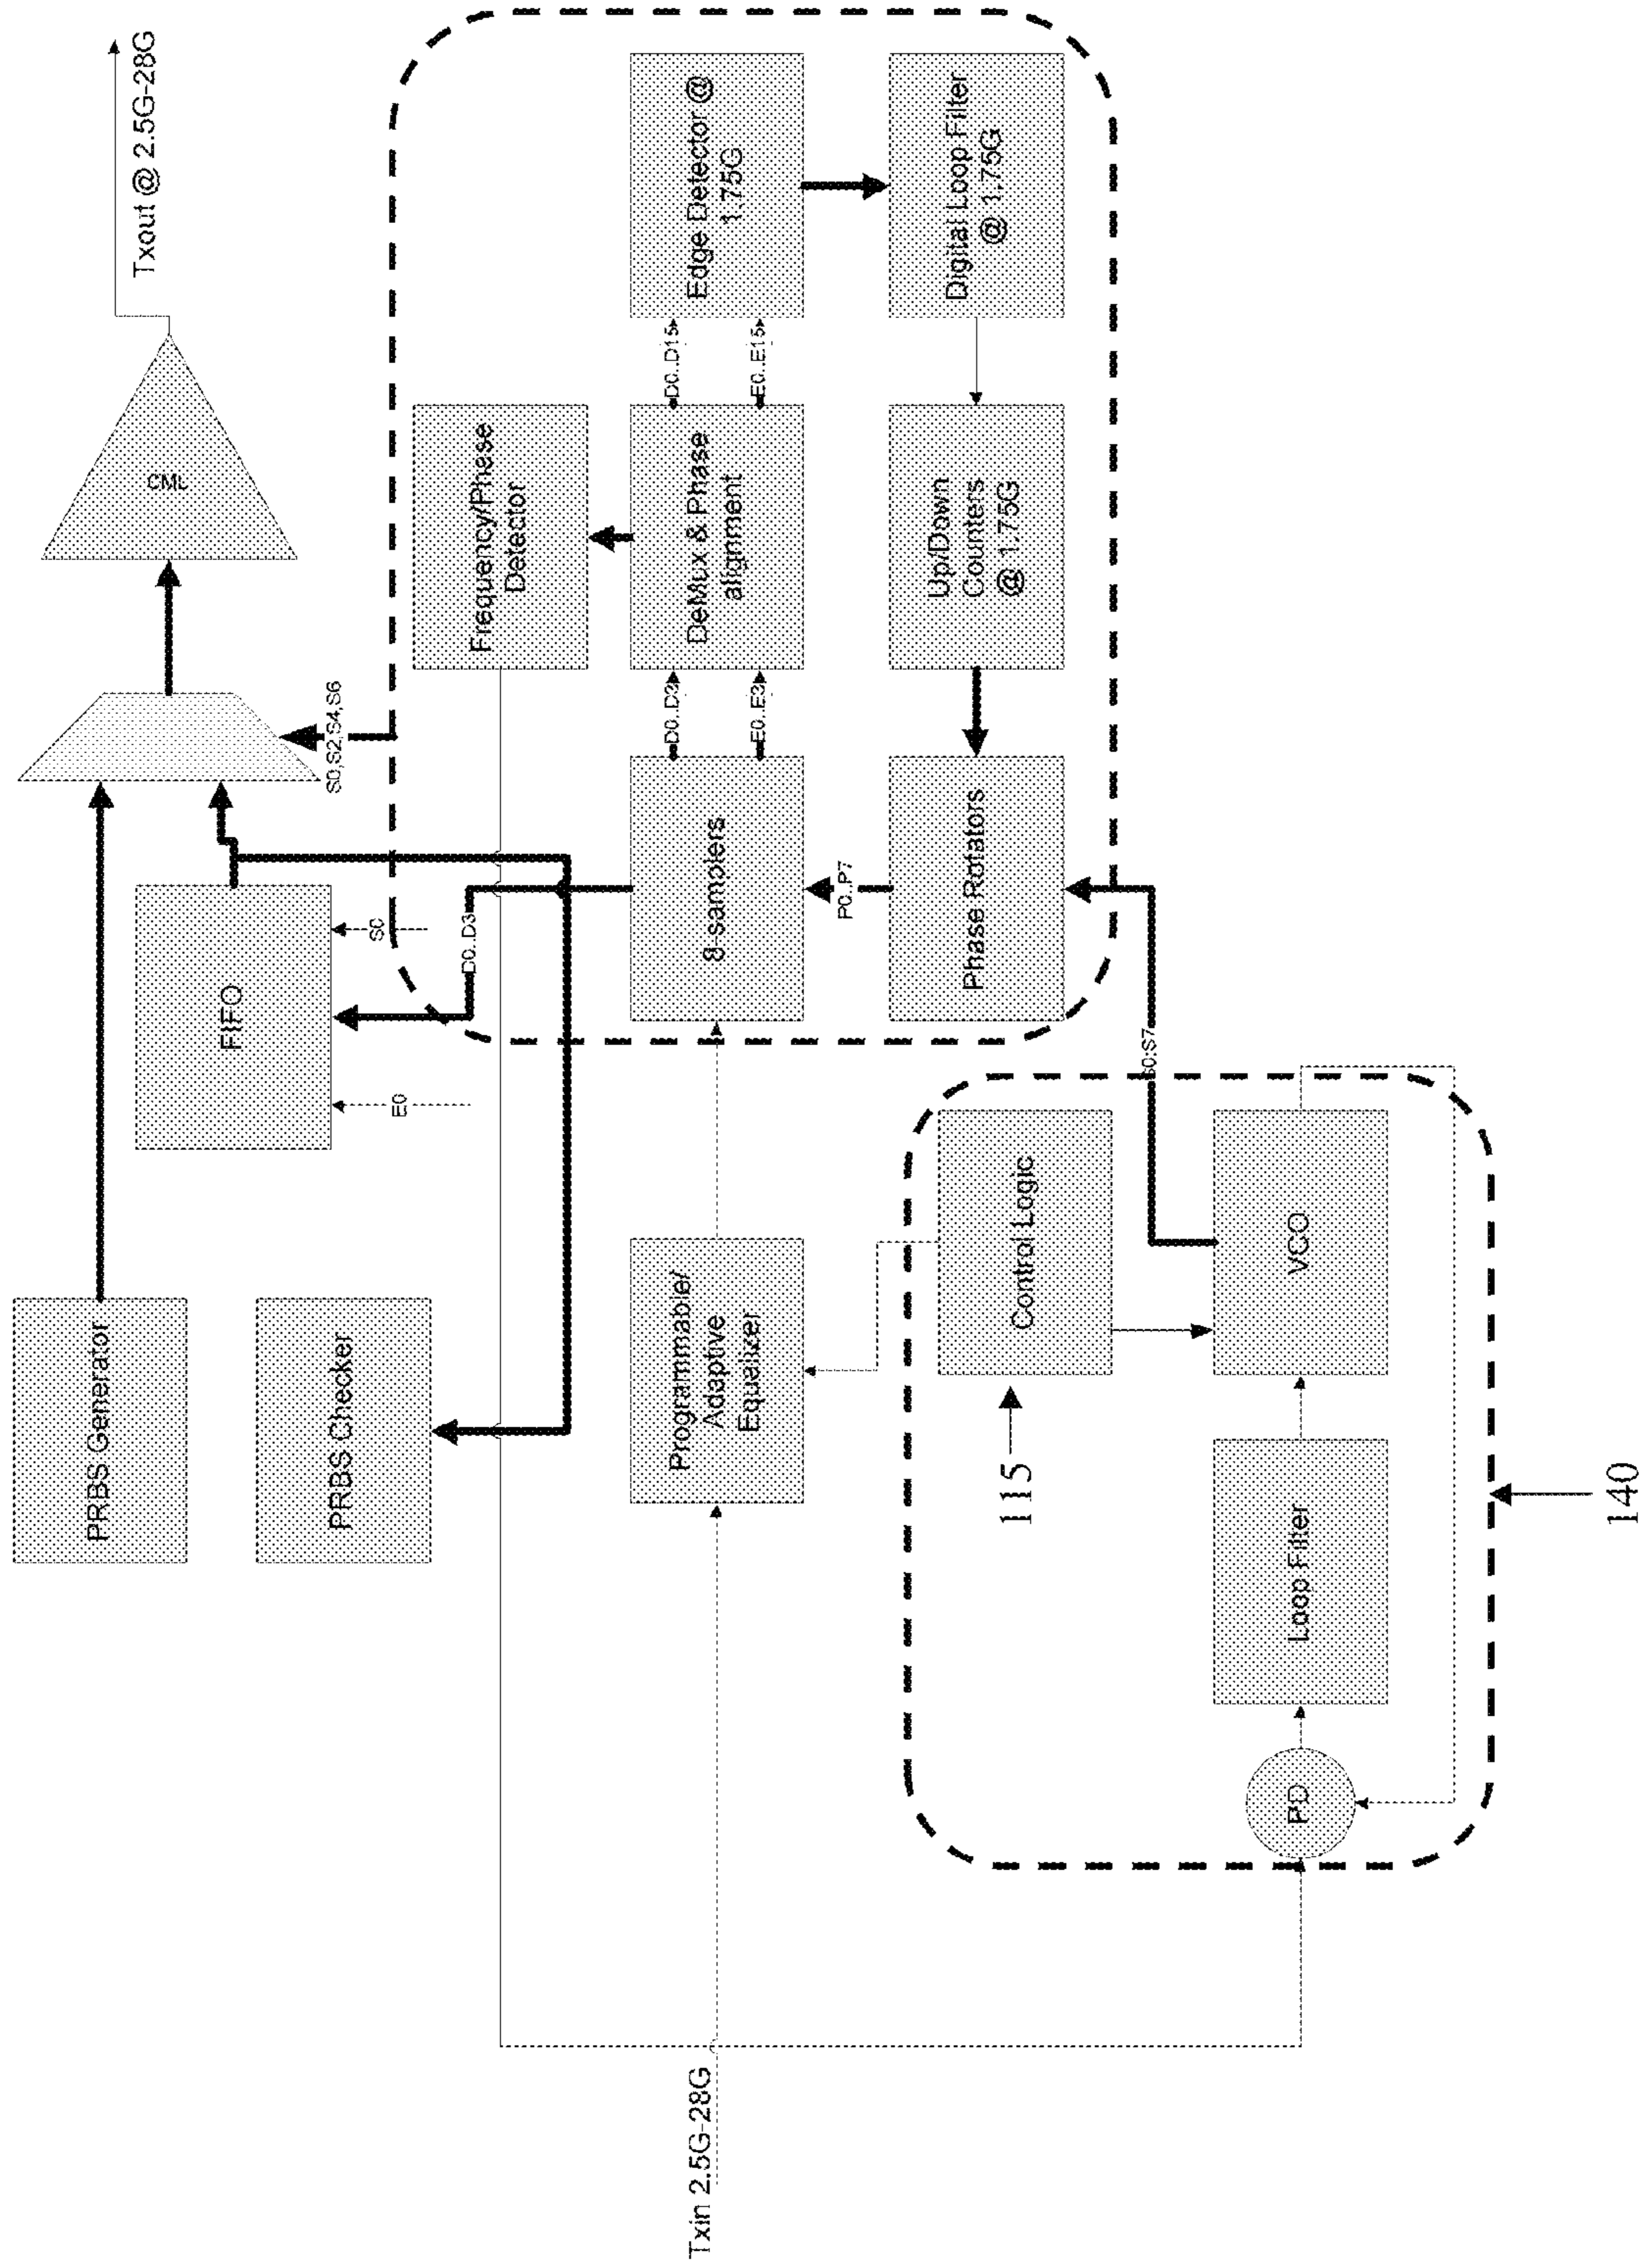 Txout @ 2.5G-28G
CML
S0,S2,S4,S6
PRBS Generator
FIFO
S0
E0
PRBS Checker
D0..D3
Frequency/Phase
Detector
Programmable/
Adaptive
Equalizer
8-samplers
D0..D3
E0..E3
DeMux & Phase
alignment
D0..D15
E0..E15
Edge Detector @
1.75G
P0..P7
Phase Rotators
Up/Down
Counters
@ 1.75G
Digital Loop Filter
@ 1.75G
Txin 2.5G-28G
Control Logic
115
S0:S7
PD
Loop Filter
VCO
140